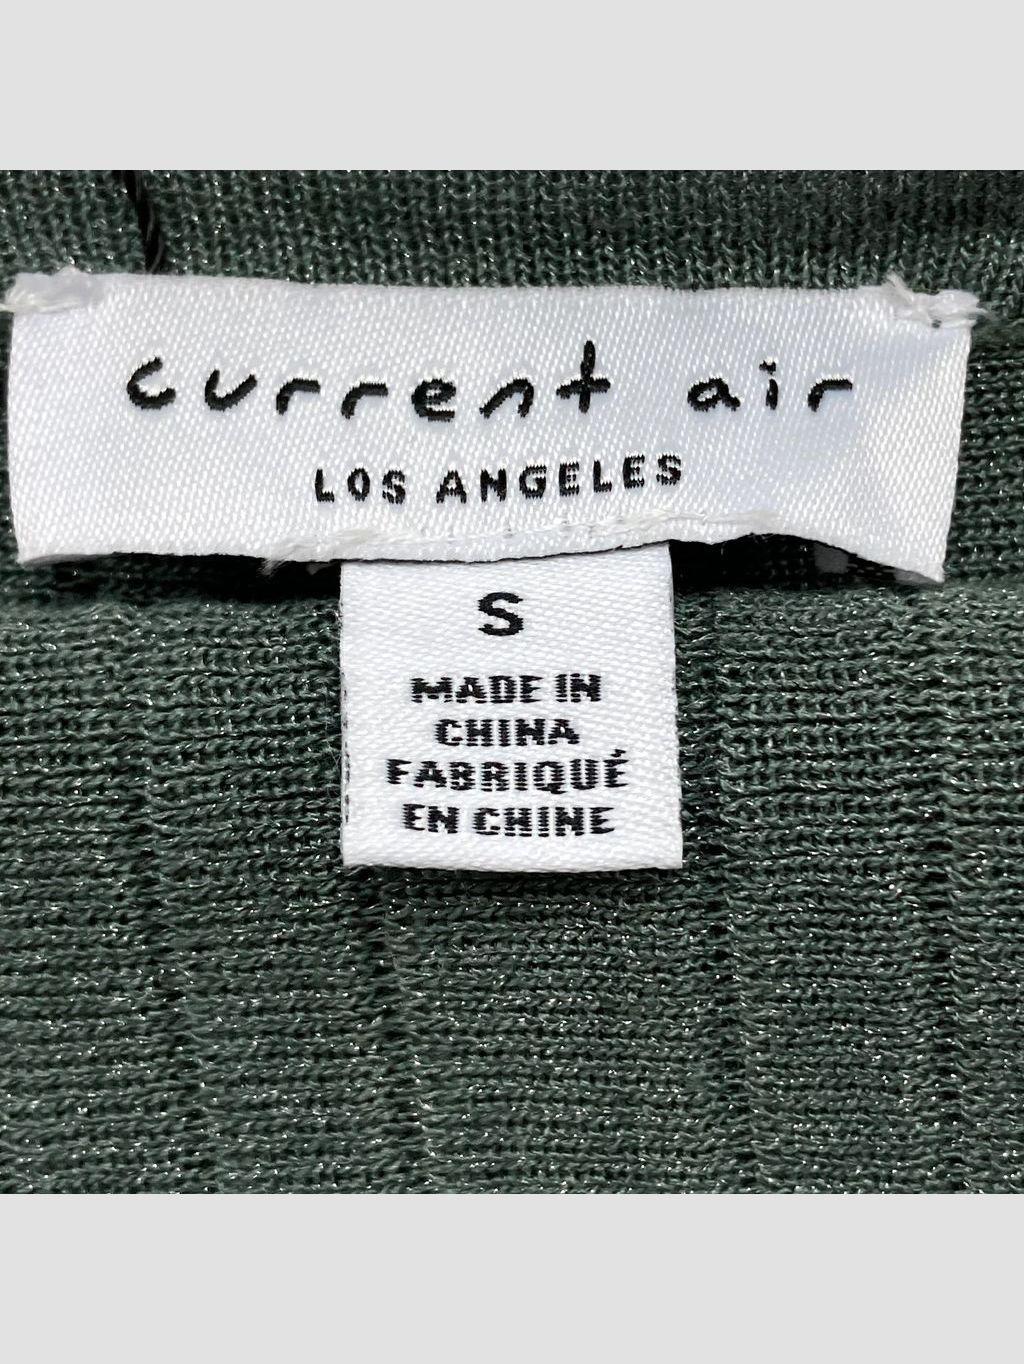 current air
LOS ANGELES
S
MADE IN
CHINA
FABRIQUÉ
EN CHINE